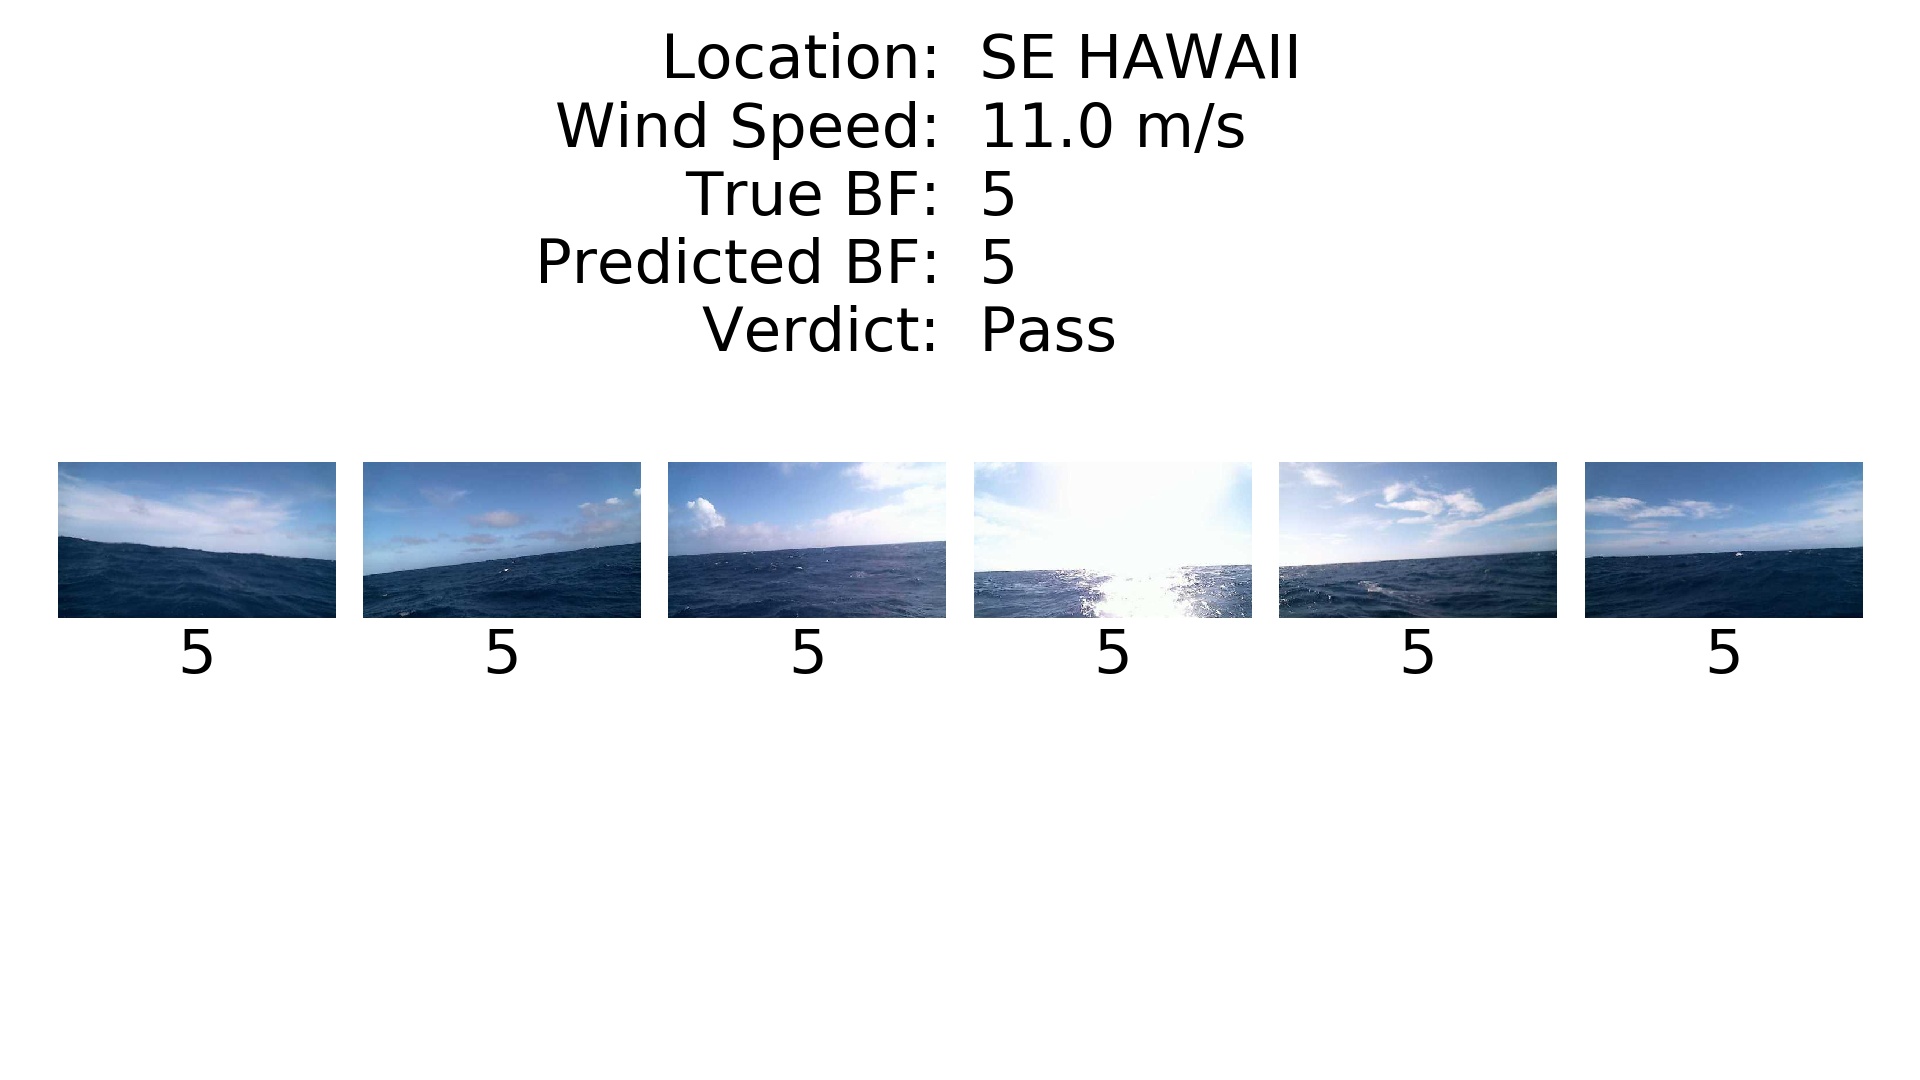 Location: SE HAWAII
Wind Speed: 11.0 m/s
True BF: 5
Predicted BF: 5
Verdict: Pass
5 5 5 5 5 5